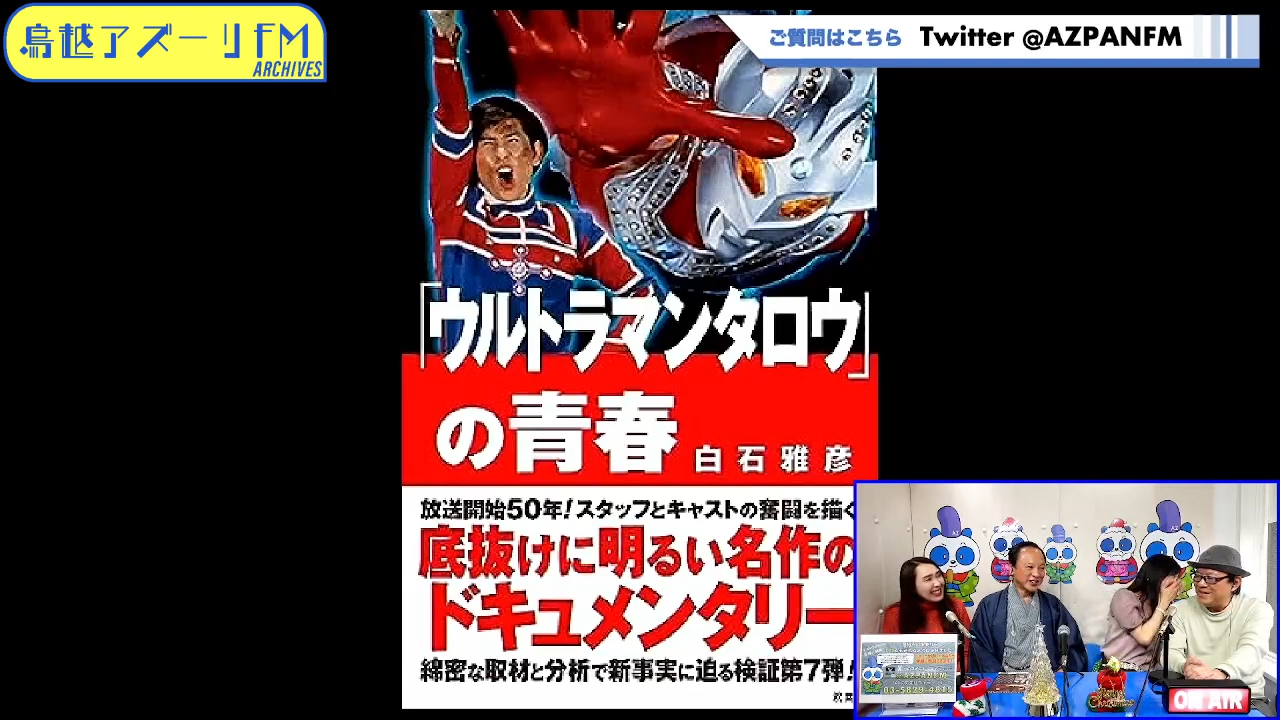 鳥越アズーリFM
ARCHIVES
ご質問はこちら Twitter @AZPANFM
「ウルトラマンタロウ」
の青春 白石雅彦
放送開始50年!スタッフとキャストの奮闘を描く
底抜けに明るい名作の
ドキュメンタリー
綿密な取材と分析で新事実に迫る検証第7弾
AZPANFM
03-5829-4615
ON AIR